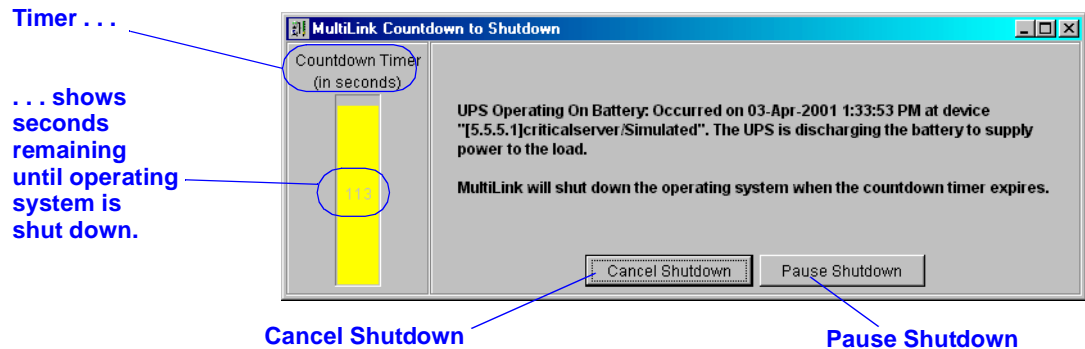 Timer . . .
. . . shows
seconds
remaining
until operating
system is
shut down.
MultiLink Countdown to Shutdown
Countdown Timer
(in seconds)
113
UPS Operating On Battery: Occurred on 03-Apr-2001 1:33:53 PM at device
"[5.5.5.1]criticalserver/Simulated". The UPS is discharging the battery to supply
power to the load.
MultiLink will shut down the operating system when the countdown timer expires.
Cancel Shutdown
Pause Shutdown
Cancel Shutdown
Pause Shutdown